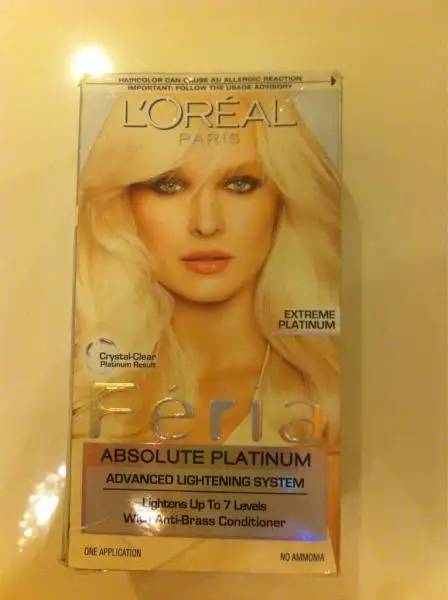 HAIRCOLOR CAN CAUSE AN ALLERGIC REACTION
IMPORTANT: FOLLOW THE USAGE ADVISORY
L'ORÉAL
PARIS
EXTREME
PLATINUM
Crystal-Clear
Platinum Result
Féria
ABSOLUTE PLATINUM
ADVANCED LIGHTENING SYSTEM
Lightens Up To 7 Levels
With Anti-Brass Conditioner
ONE APPLICATION
NO AMMONIA